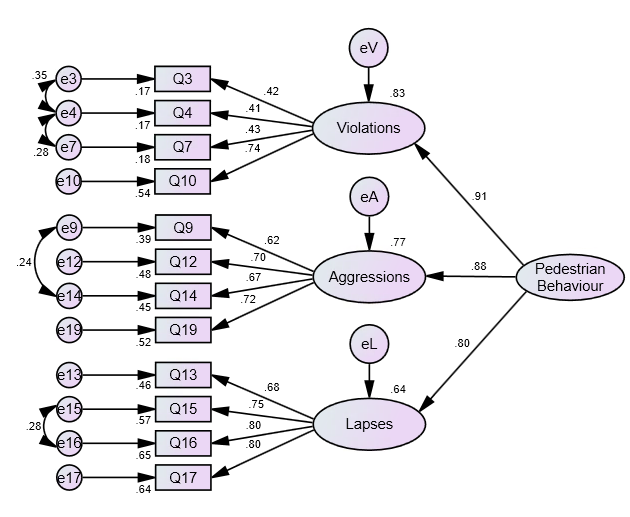 eV
.83
Violations
.35
e3
.17
Q3
.42
e4
.17
Q4
.41
.28
e7
.18
Q7
.43
e10
.54
Q10
.74
.91
eA
.77
Aggressions
.88
Pedestrian
Behaviour
e9
.39
Q9
.62
.24
e12
.48
Q12
.70
e14
.45
Q14
.67
e19
.52
Q19
.72
.80
eL
.64
Lapses
e13
.46
Q13
.68
e15
.57
Q15
.75
.28
e16
.65
Q16
.80
e17
.64
Q17
.80